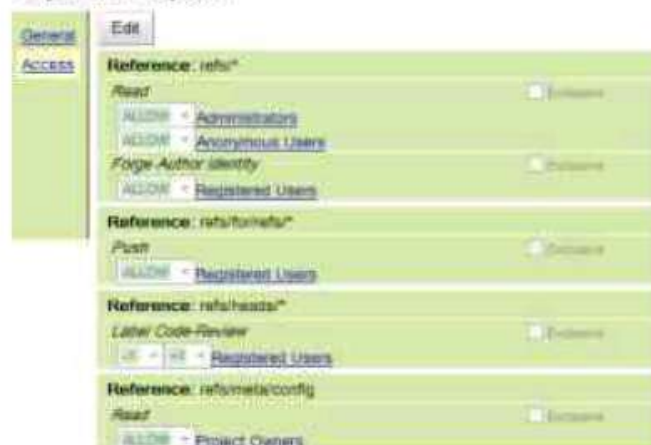 Edit
General
Access
Reference: refs/*
Read
Exclusive
ALLOW Administrators
ALLOW Anonymous Users
Forge Author Identity
Exclusive
ALLOW Registered Users
Reference: refs/for/refs/*
Push
Exclusive
ALLOW Registered Users
Reference: refs/heads/*
Label Code-Review
Exclusive
Registered Users
Reference: refs/meta/config
Read
Exclusive
ALLOW Project Owners